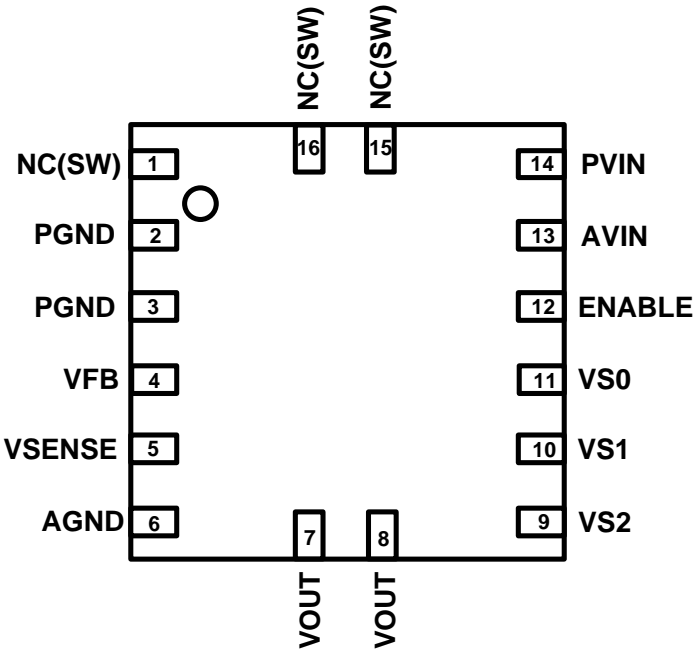 NC(SW)
NC(SW)
16
15
NC(SW) 1
14 PVIN
PGND 2
13 AVIN
PGND 3
12 ENABLE
VFB 4
11 VS0
VSENSE 5
10 VS1
AGND 6
9 VS2
7
8
VOUT
VOUT